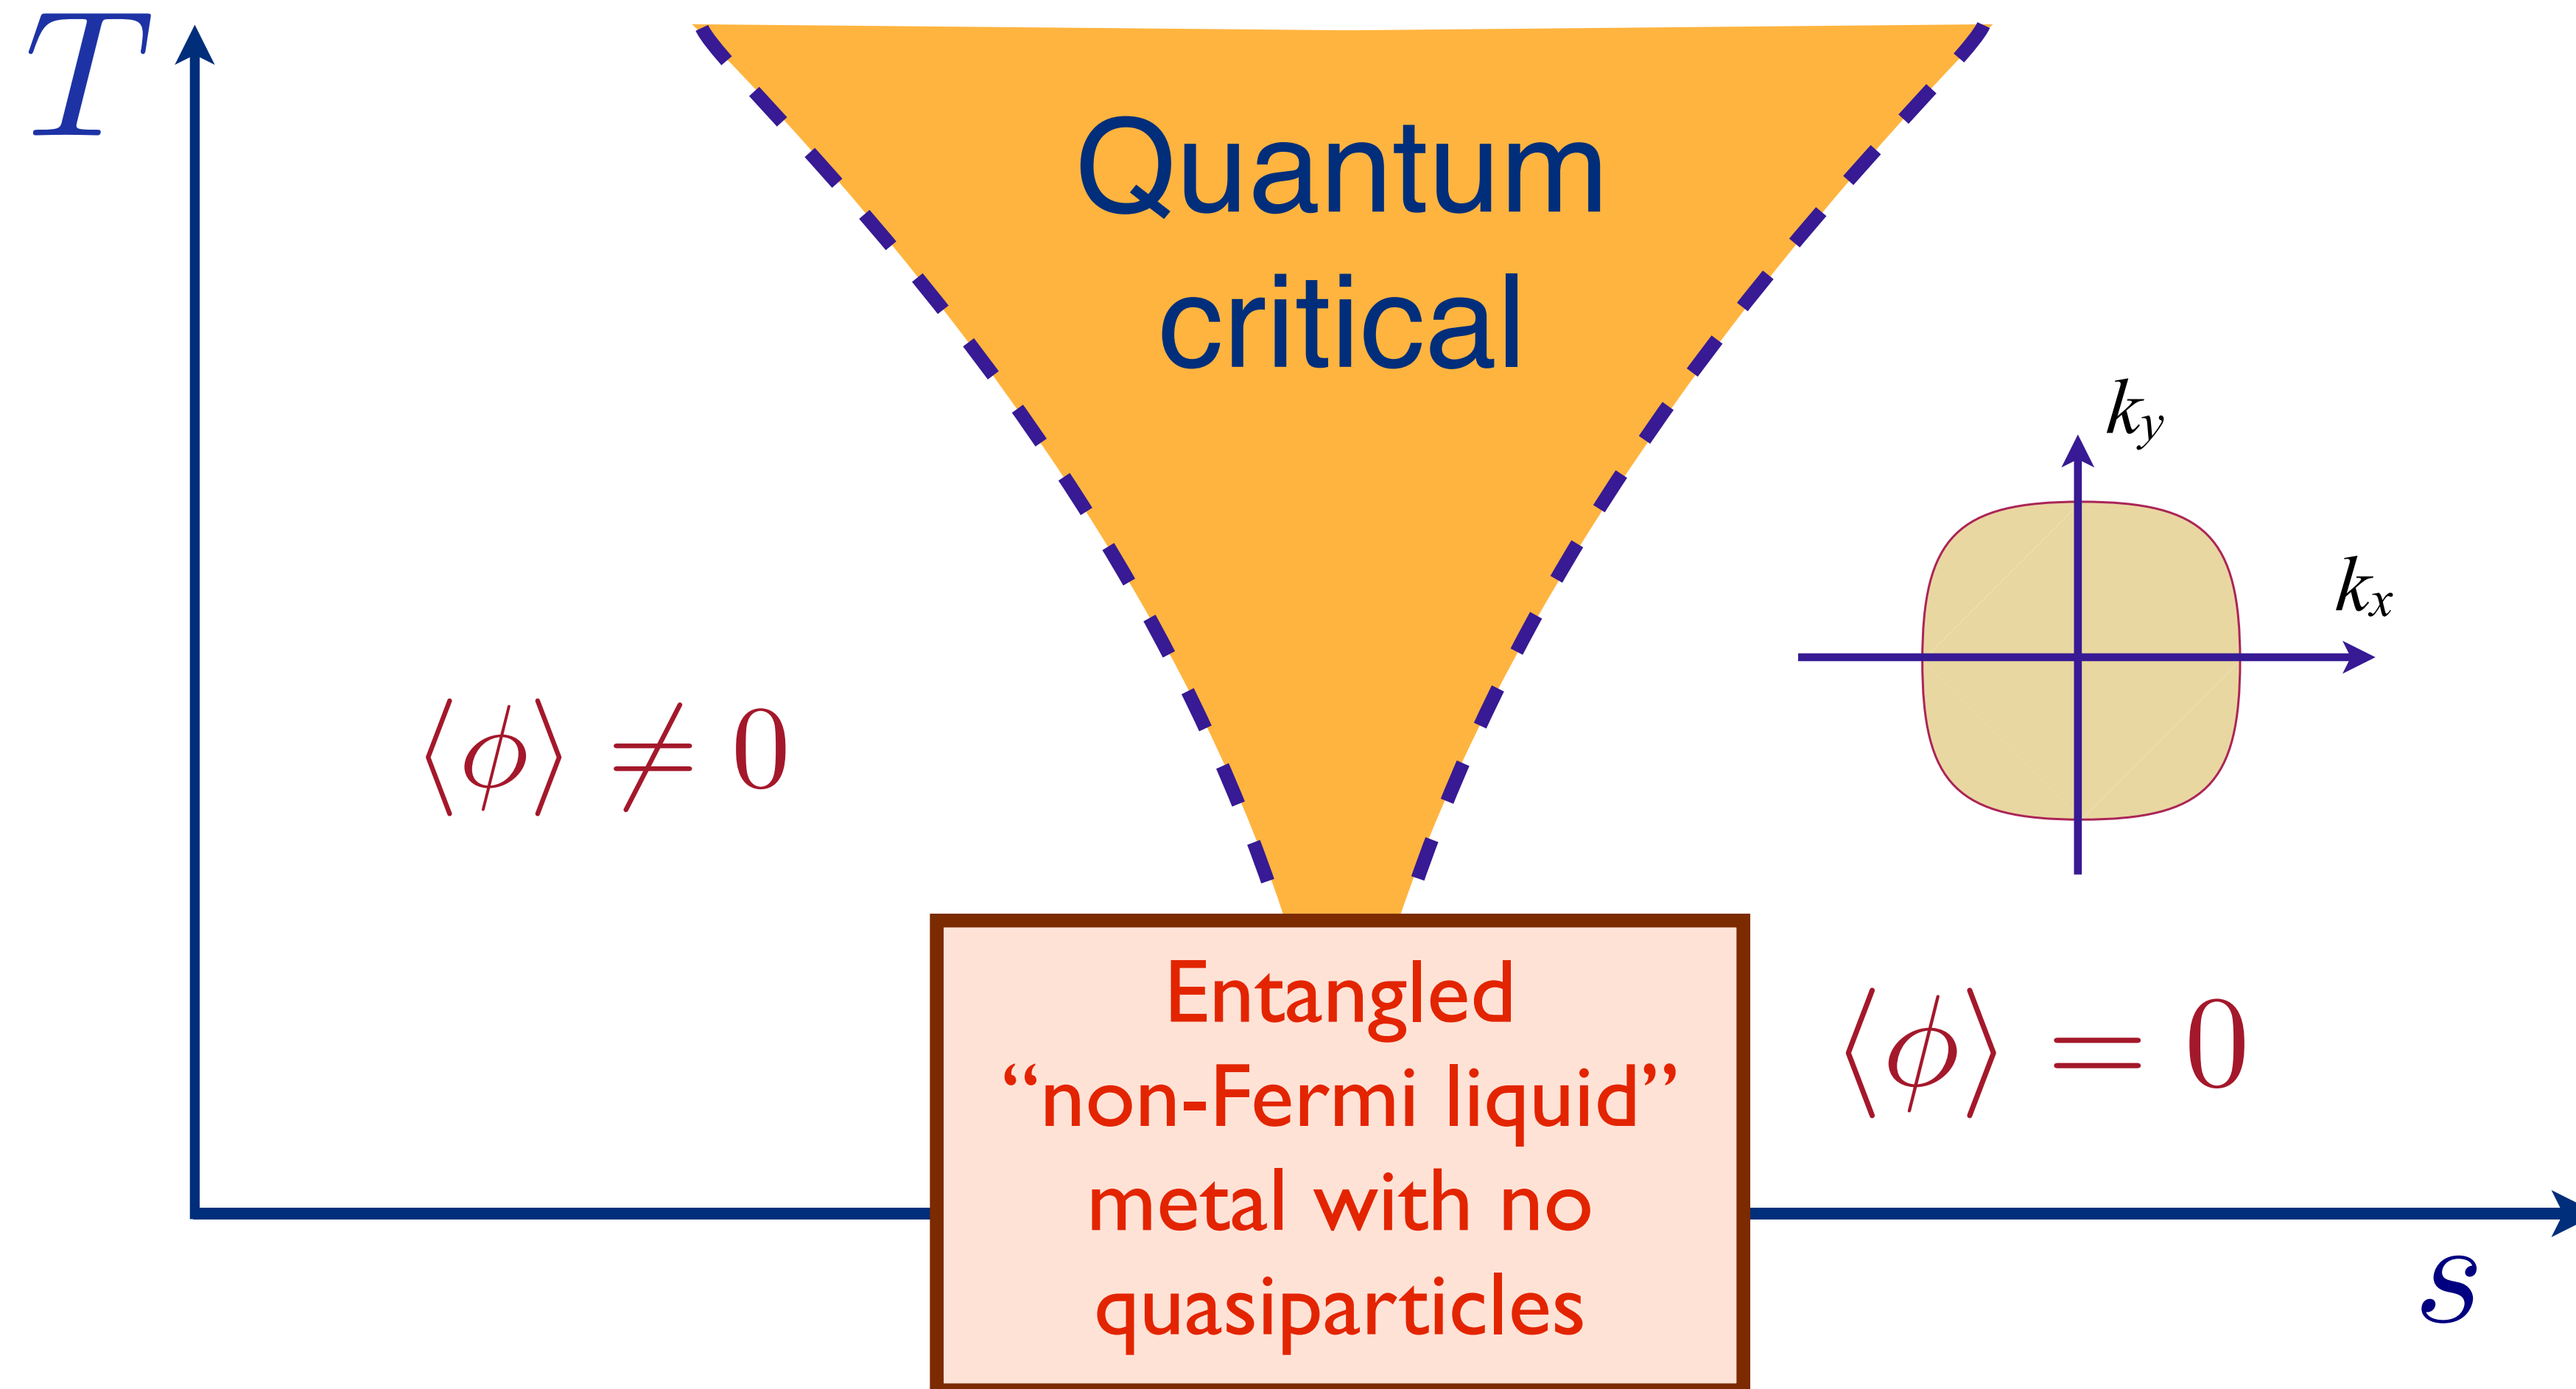 T
Quantum
critical
k_y
k_x
⟨ϕ⟩ ≠ 0
Entangled
“non-Fermi liquid”
metal with no
quasiparticles
⟨ϕ⟩ = 0
s